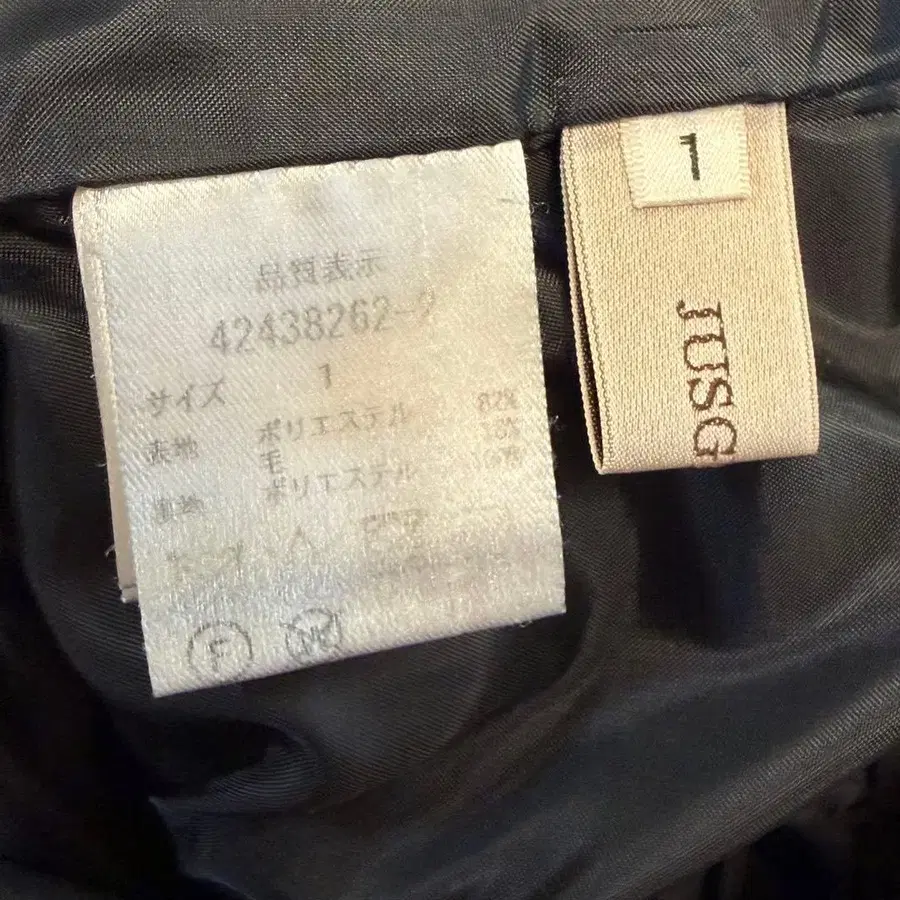 品質表示
42438262-2
サイズ 1
表地 ポリエステル 82%
毛 18%
裏地 ポリエステル
F
1
JUSG